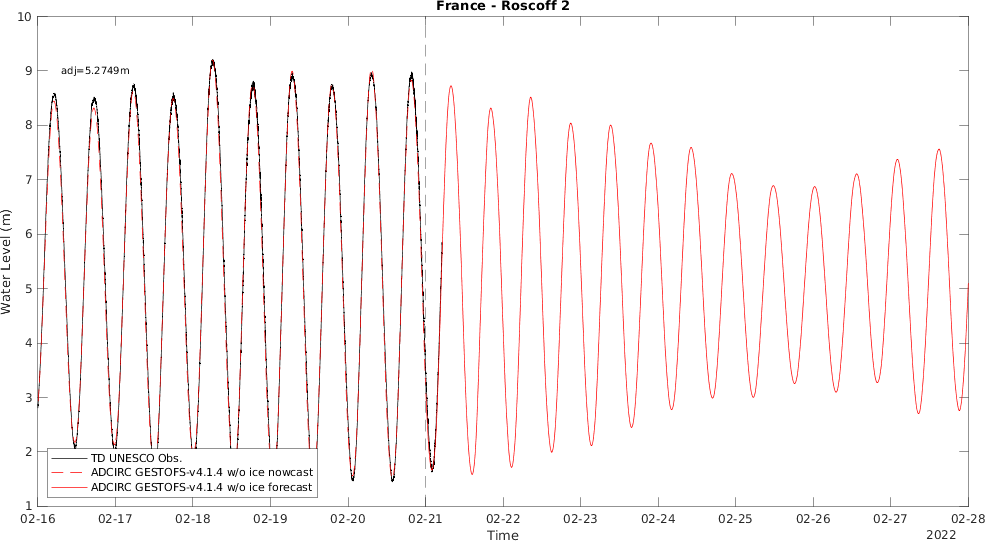 France - Roscoff 2
10
9
8
7
6
5
4
3
2
1
Water Level (m)
adj=5.2749m
TD UNESCO Obs.
ADCIRC GESTOFS-v4.1.4 w/o ice nowcast
ADCIRC GESTOFS-v4.1.4 w/o ice forecast
02-16 02-17 02-18 02-19 02-20 02-21 02-22 02-23 02-24 02-25 02-26 02-27 02-28
Time
2022